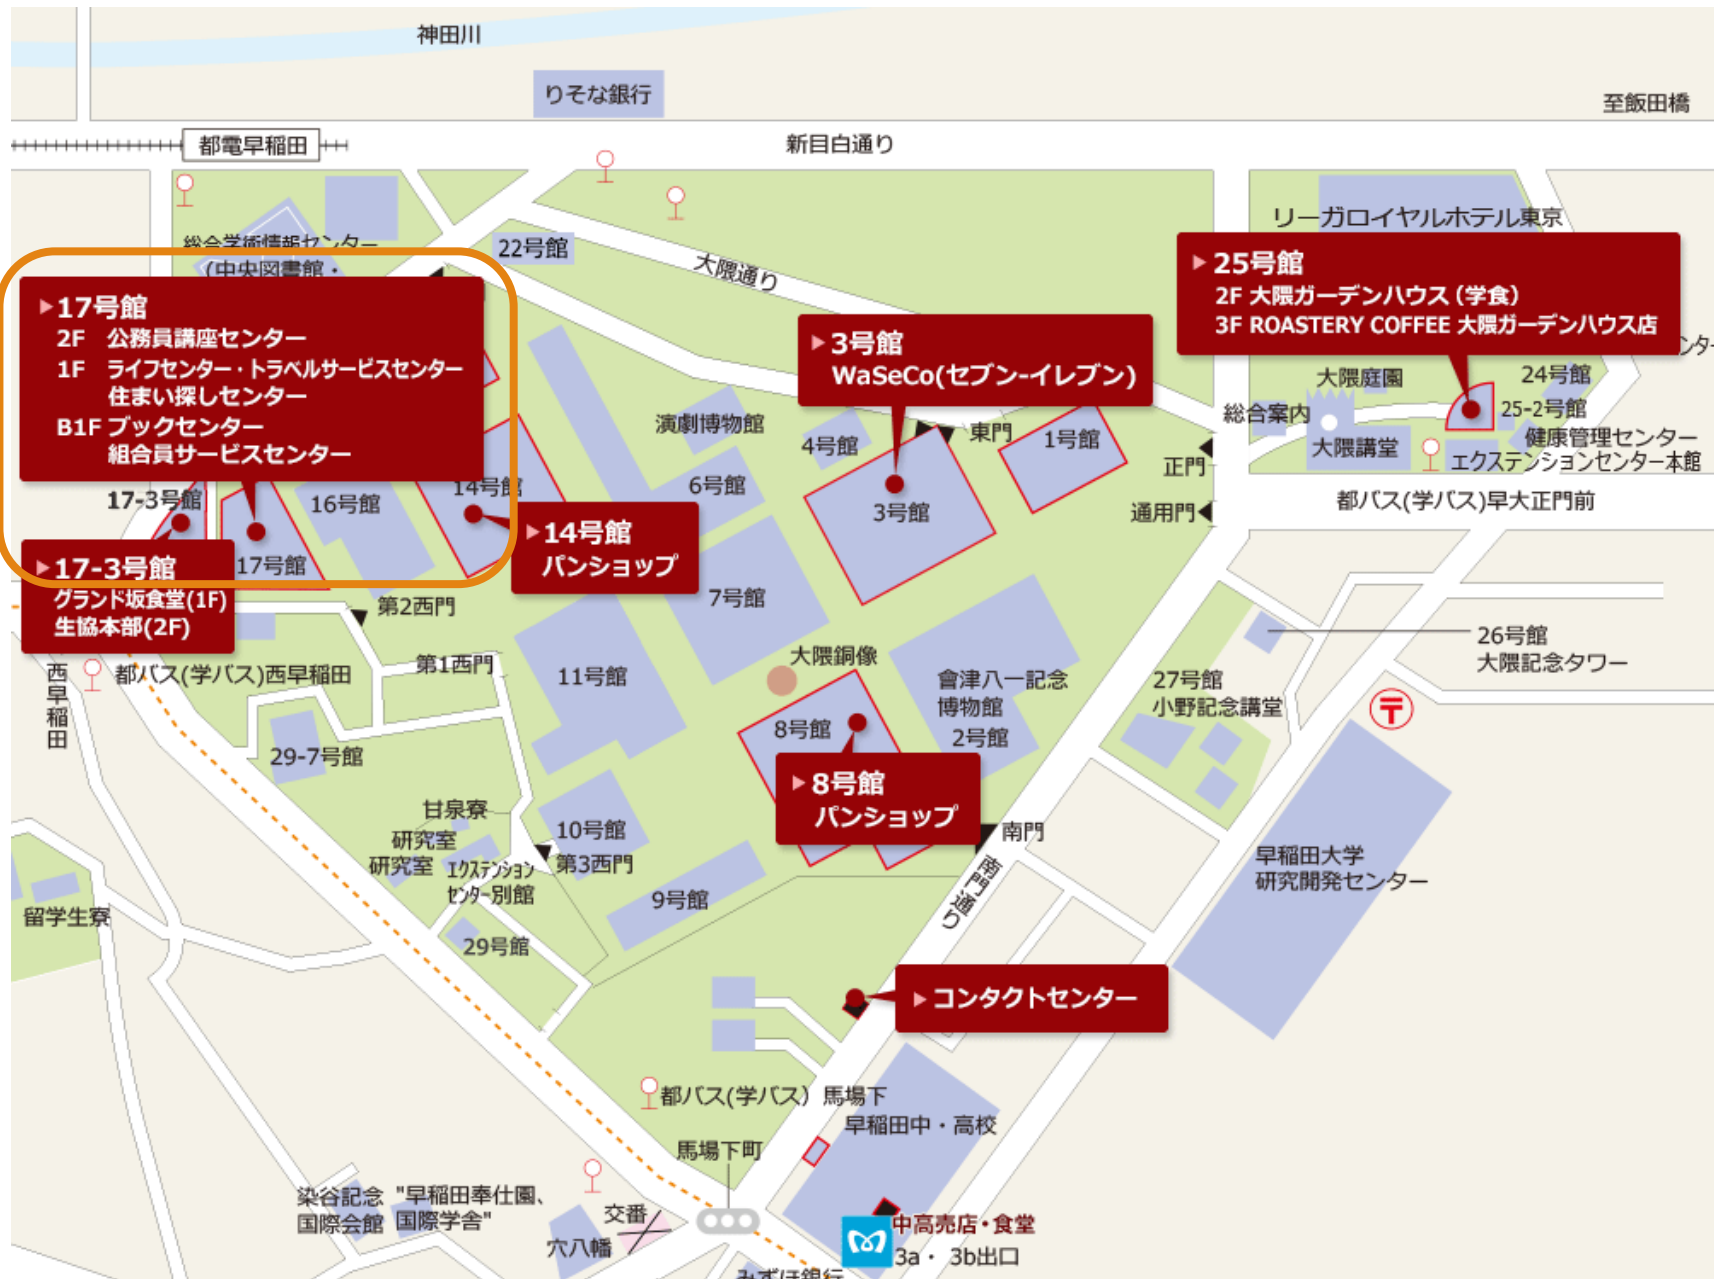 神田川
りそな銀行
至飯田橋
都電早稲田
新目白通り
リーガロイヤルホテル東京
総合学術情報センター
(中央図書館・
22号館
大隈通り
▶17号館
2F 公務員講座センター
1F ライフセンター・トラベルサービスセンター
住まい探しセンター
B1F ブックセンター
組合員サービスセンター
▶3号館
WaSeCo(セブン-イレブン)
▶25号館
2F 大隈ガーデンハウス(学食)
3F ROASTERY COFFEE 大隈ガーデンハウス店
ンター
大隈庭園
24号館
総合案内
25-2号館
大隈講堂
健康管理センター
エクステンションセンター本館
演劇博物館
4号館
東門
1号館
正門
6号館
3号館
通用門
都バス(学バス)早大正門前
17-3号館
16号館
14号館
17号館
▶14号館
パンショップ
▶17-3号館
グランド坂食堂(1F)
生協本部(2F)
第2西門
7号館
26号館
大隈記念タワー
西早稲田
都バス(学バス)西早稲田
第1西門
11号館
大隈銅像
會津八一記念
博物館
2号館
27号館
小野記念講堂
8号館
29-7号館
▶8号館
パンショップ
甘泉寮
研究室
研究室
エクステンション
センター別館
10号館
第3西門
南門
南門通り
早稲田大学
研究開発センター
9号館
留学生寮
29号館
▶コンタクトセンター
都バス(学バス）馬場下
早稲田中・高校
馬場下町
染谷記念
国際会館
"早稲田奉仕園、
国際学舎"
交番
穴八幡
中高売店・食堂
3a・ 3b出口
みずほ銀行